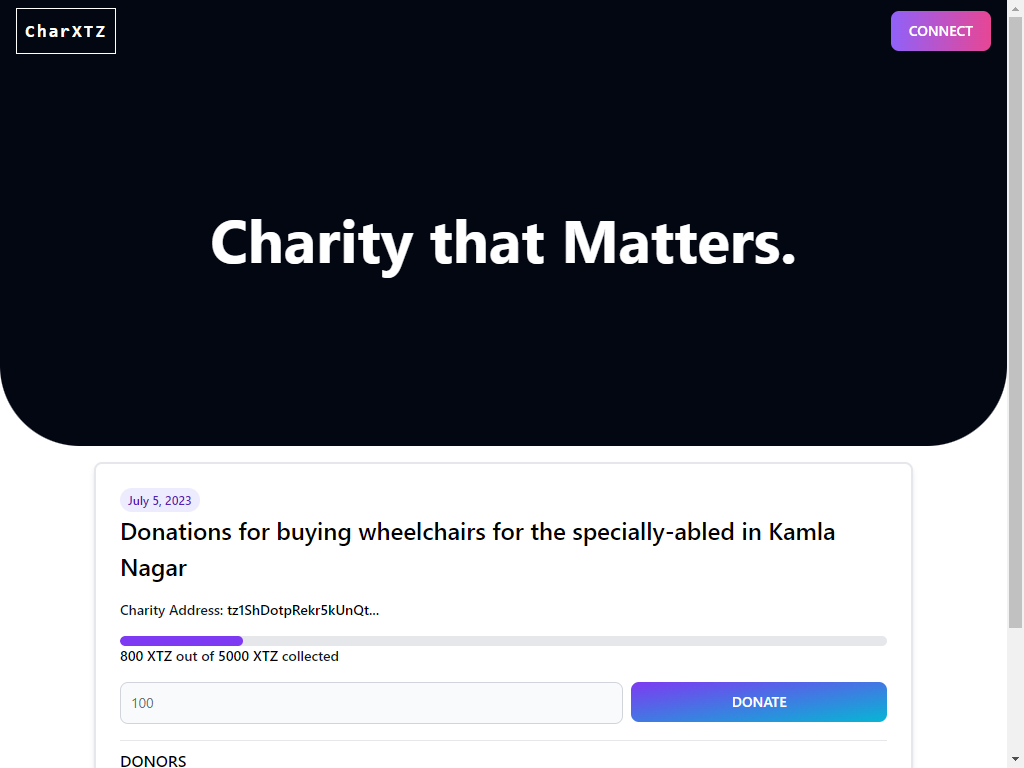 CharXTZ
CONNECT
Charity that Matters.
July 5, 2023
Donations for buying wheelchairs for the specially-abled in Kamla
Nagar
Charity Address: tz1ShDotpRekr5kUnQt...
800 XTZ out of 5000 XTZ collected
100
DONATE
DONORS